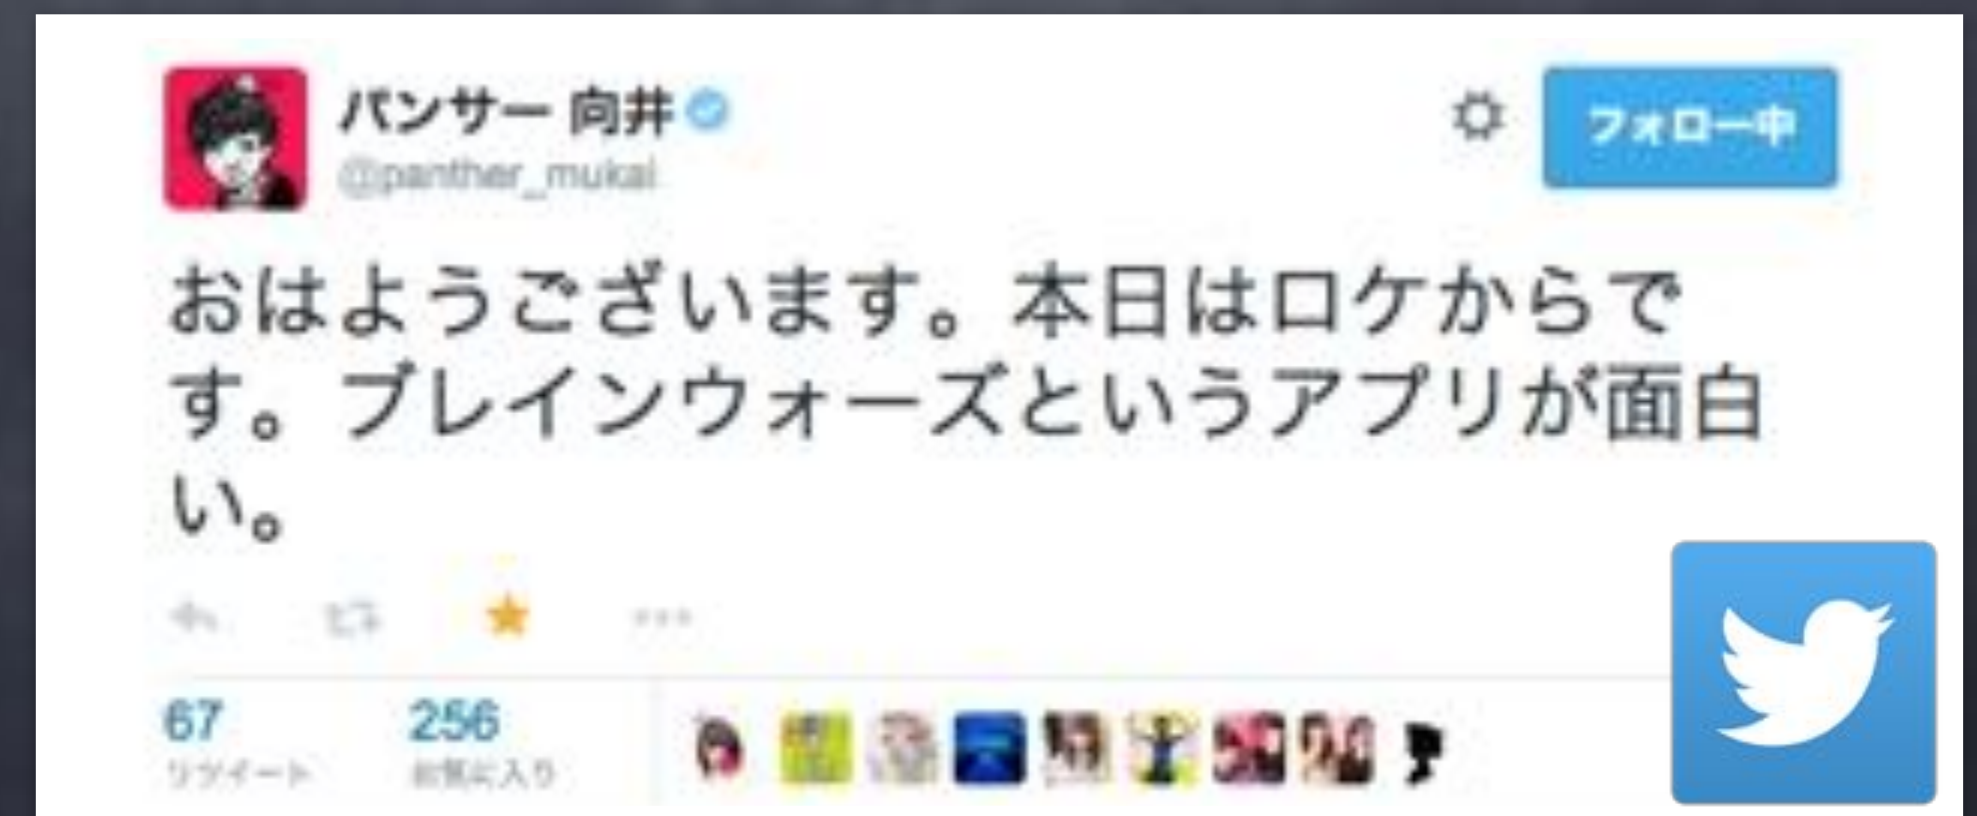 パンサー 向井
@panther_mukai
フォロー中
おはようございます。本日はロケからで
す。ブレインウォーズというアプリが面白
い。
67
リツイート
256
お気に入り